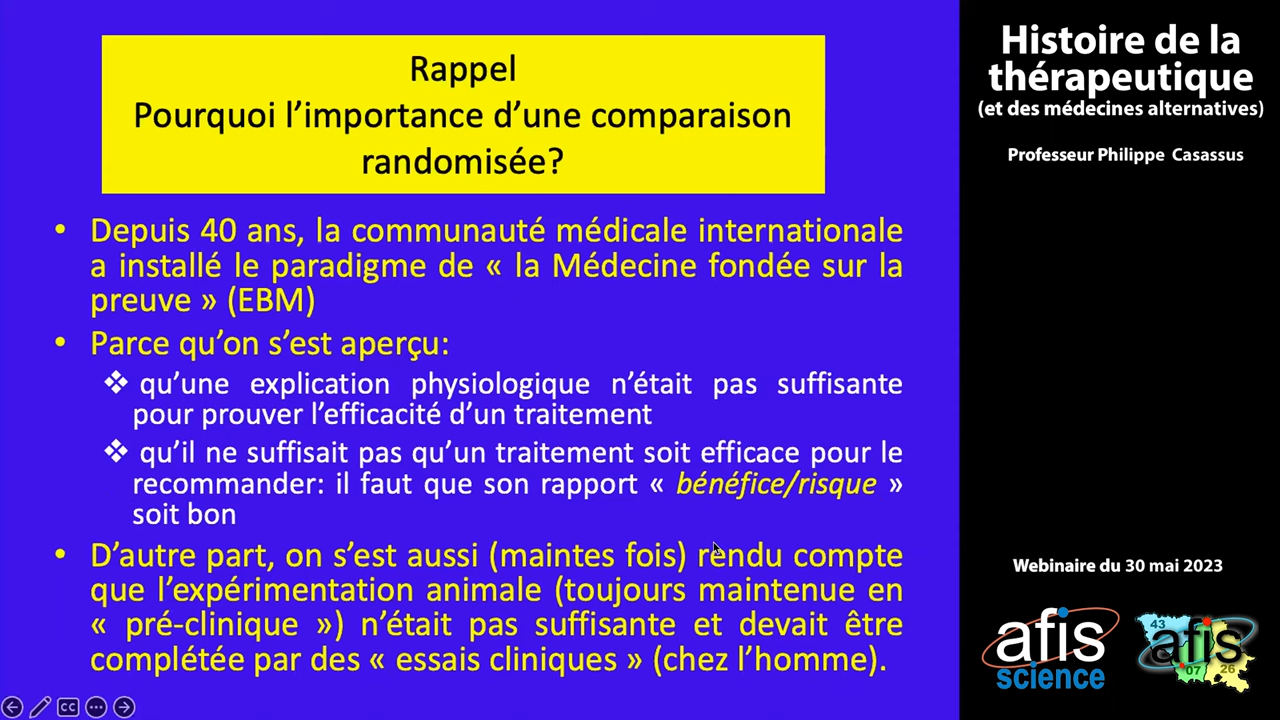 Rappel
Pourquoi l’importance d’une comparaison
randomisée?
• Depuis 40 ans, la communauté médicale internationale
a installé le paradigme de « la Médecine fondée sur la
preuve » (EBM)
• Parce qu’on s’est aperçu:
❖ qu’une explication physiologique n’était pas suffisante
pour prouver l’efficacité d’un traitement
❖ qu’il ne suffisait pas qu’un traitement soit efficace pour le
recommander: il faut que son rapport « bénéfice/risque »
soit bon
• D’autre part, on s’est aussi (maintes fois) rendu compte
que l’expérimentation animale (toujours maintenue en
« pré-clinique ») n’était pas suffisante et devait être
complétée par des « essais cliniques » (chez l’homme).
CC
Histoire de la
thérapeutique
(et des médecines alternatives)
Professeur Philippe Casassus
Webinaire du 30 mai 2023
afis
science
43
afis
07
26